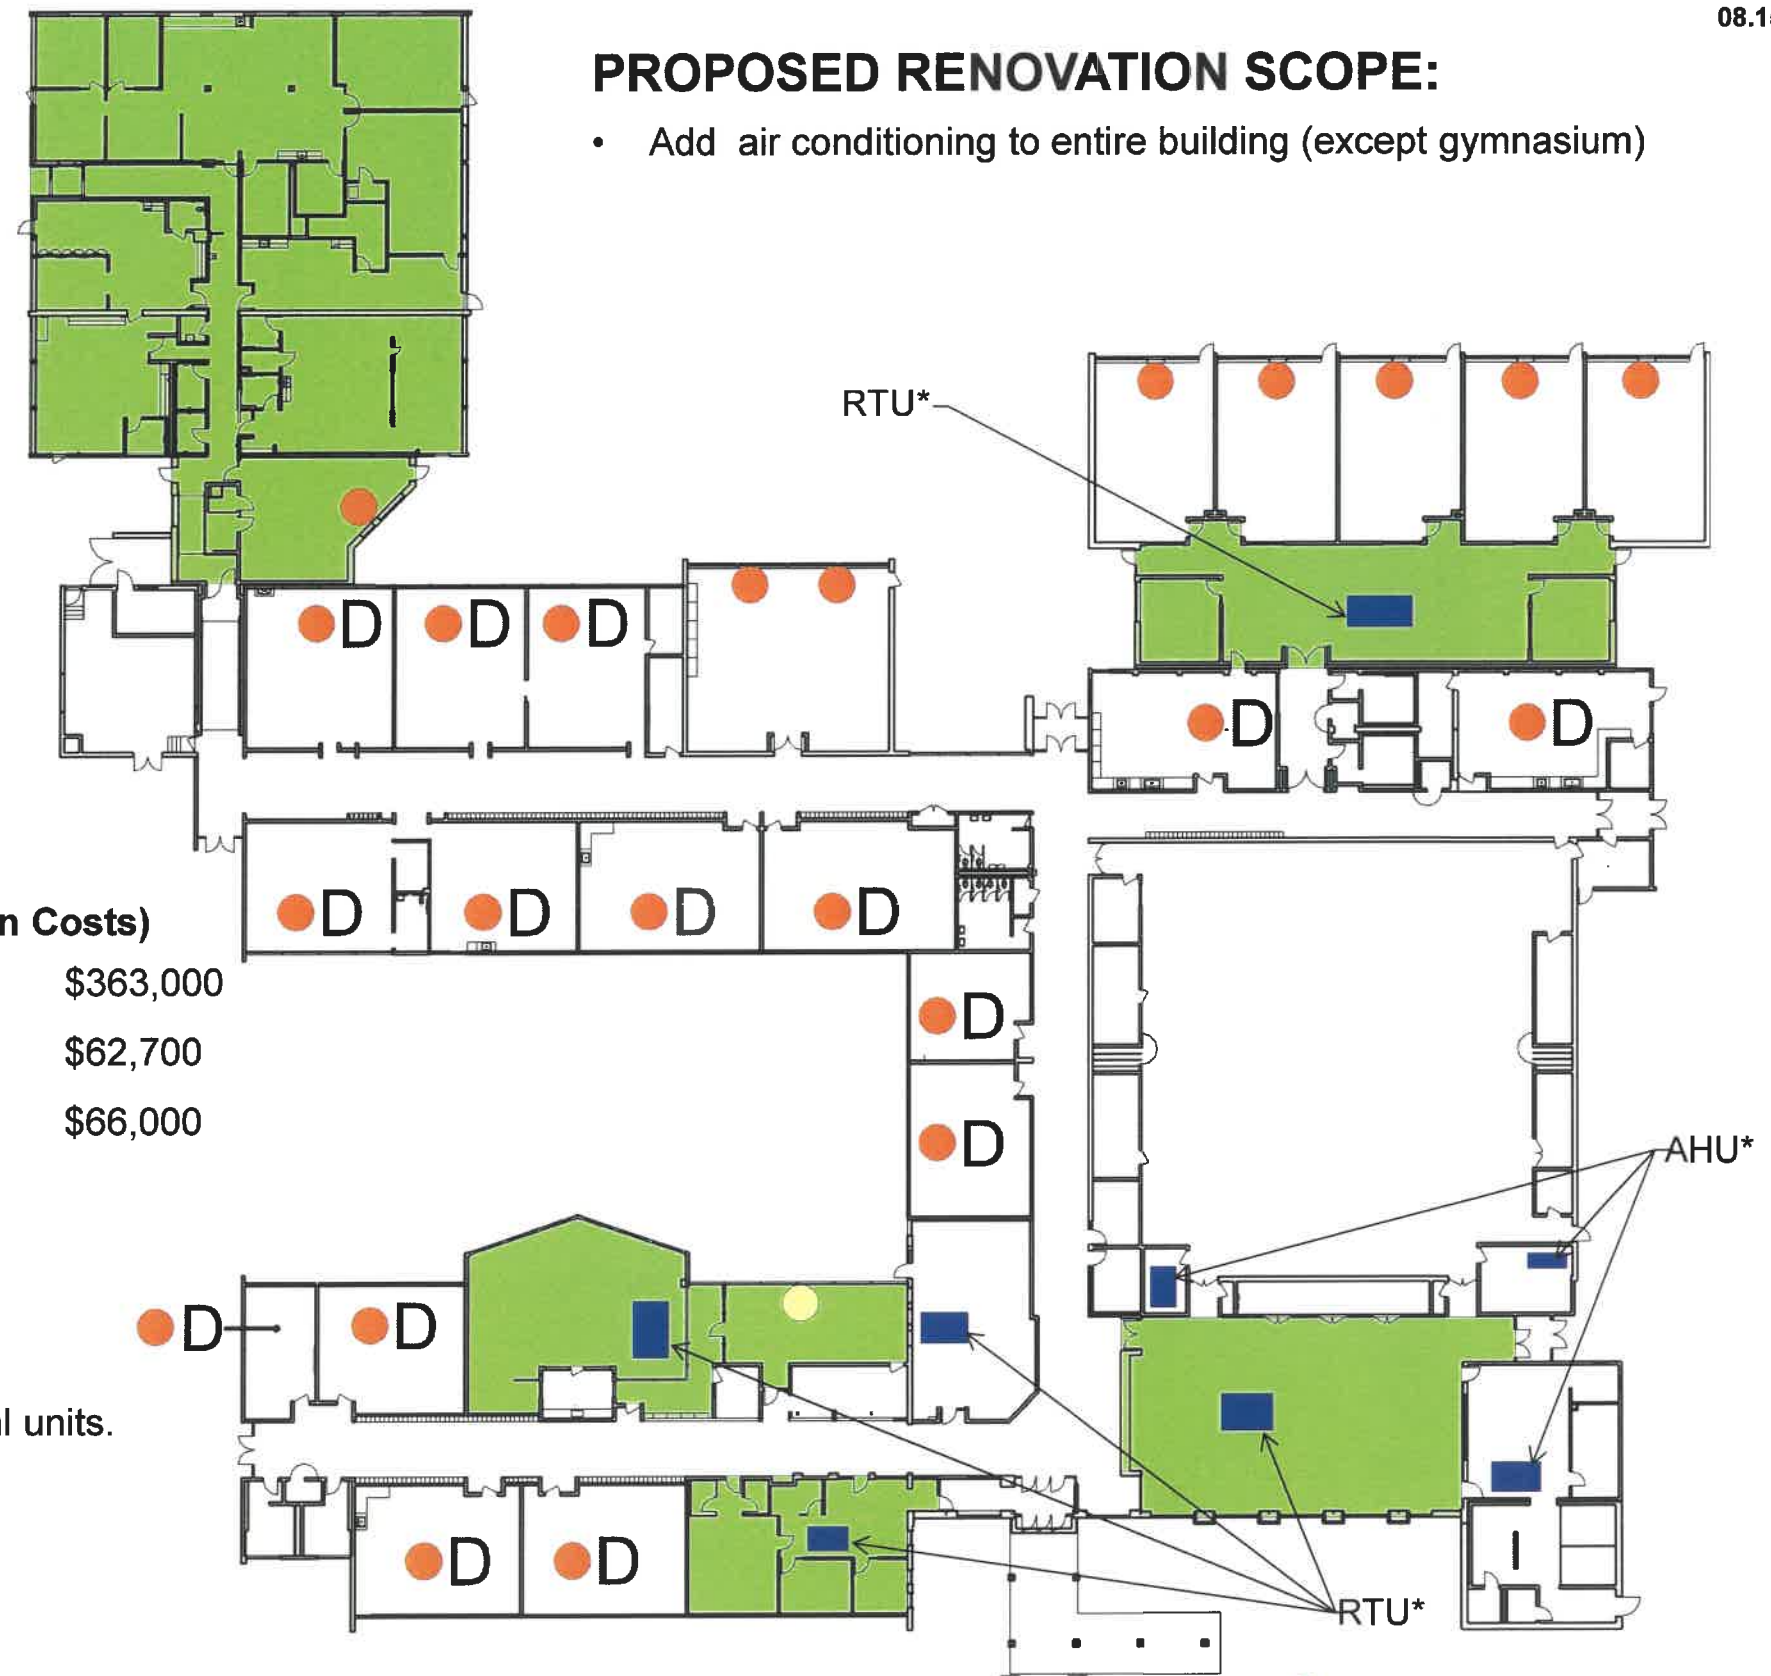 08.1
PROPOSED RENOVATION SCOPE:
• Add air conditioning to entire building (except gymnasium)
RTU*
D D D
D D
D D D D
Costs)
$363,000
D
$62,700
$66,000
D
AHU*
D D
units.
D D
RTU*